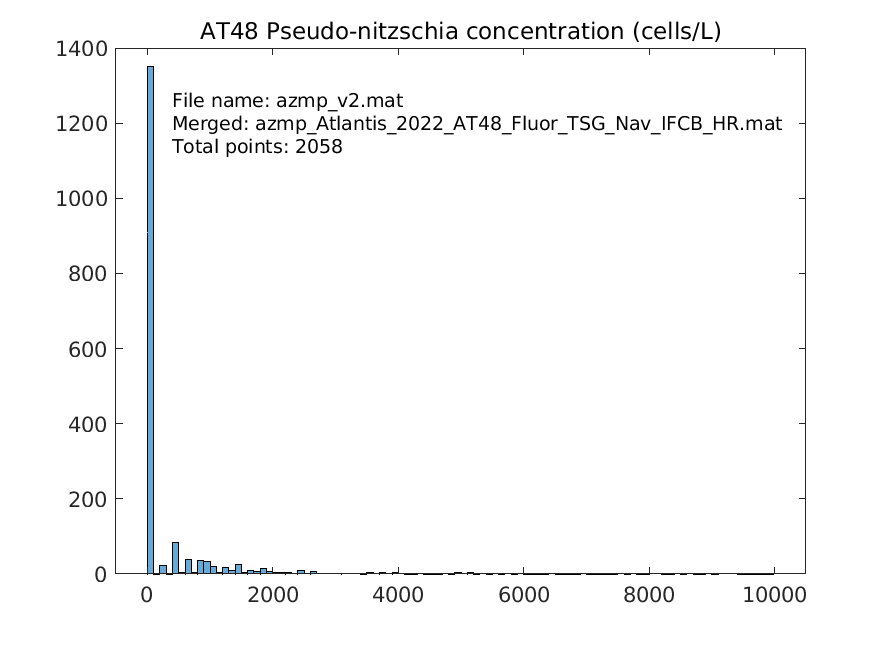 AT48 Pseudo-nitzschia concentration (cells/L)
1400
File name: azmp_v2.mat
Merged: azmp_Atlantis_2022_AT48_Fluor_TSG_Nav_IFCB_HR.mat
Total points: 2058
1200
1000
800
600
400
200
0
0 2000 4000 6000 8000 10000